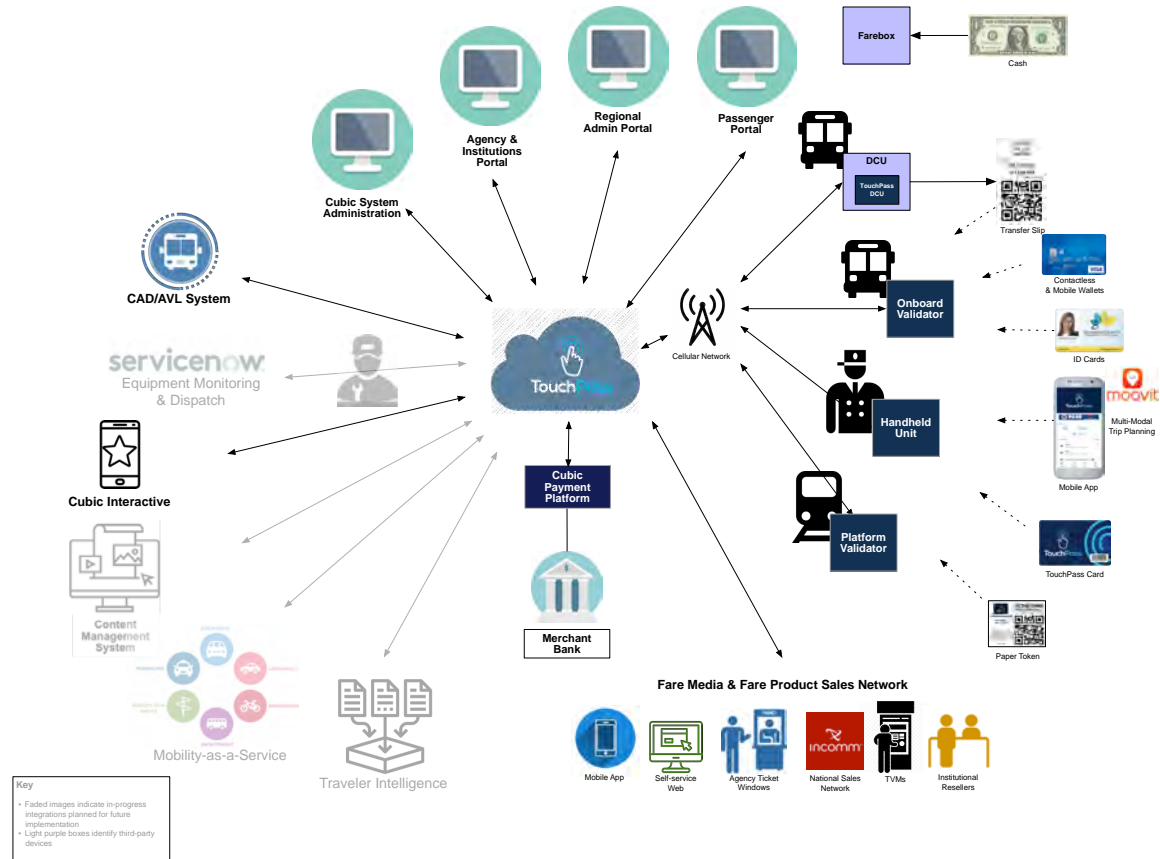 Farebox
Cash
Regional
Admin Portal
Passenger
Portal
Agency &
Institutions
Portal
Cubic System
Administration
DCU
TouchPass
DCU
Transfer Slip
CAD/AVL System
Onboard
Validator
VISA
Contactless
& Mobile Wallets
Cellular Network
TouchPass
ID Cards
servicenow
Equipment Monitoring
& Dispatch
Handheld
Unit
TouchPass
moovit
Multi-Modal
Trip Planning
Mobile App
Cubic Interactive
Cubic
Payment
Platform
Platform
Validator
TouchPass
TouchPass Card
Content
Management
System
Merchant
Bank
Paper Token
Mobility-as-a-Service
Traveler Intelligence
Fare Media & Fare Product Sales Network
incomm
Mobile App
Self-service
Web
Agency Ticket
Windows
National Sales
Network
TVMs
Institutional
Resellers
Key
• Faded images indicate in-progress
integrations planned for future
implementation
• Light purple boxes identify third-party
devices